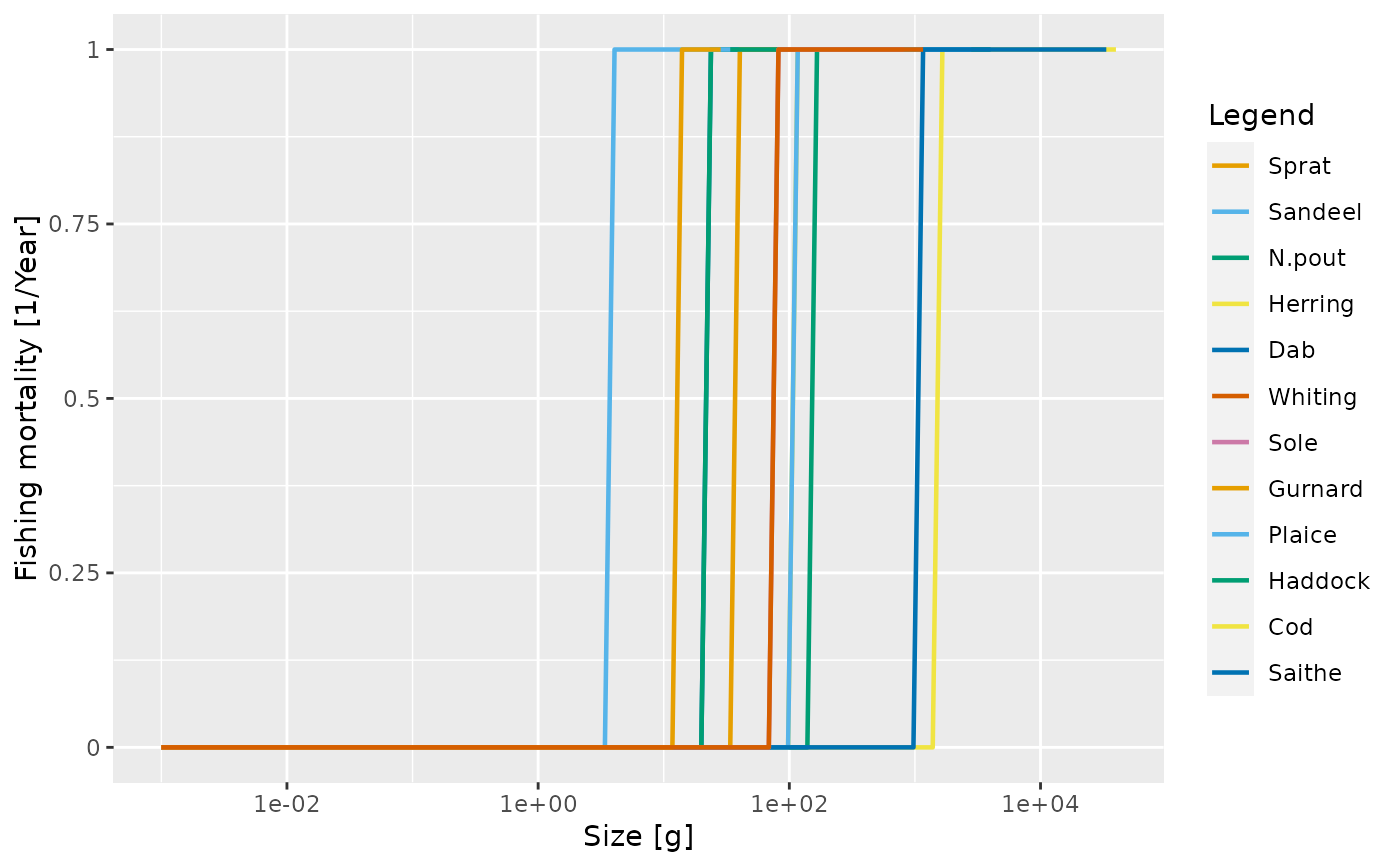 Fishing mortality [1/Year]
1
0.75
0.5
0.25
0
1e-02 1e+00 1e+02 1e+04
Size [g]
Legend
Sprat
Sandeel
N.pout
Herring
Dab
Whiting
Sole
Gurnard
Plaice
Haddock
Cod
Saithe